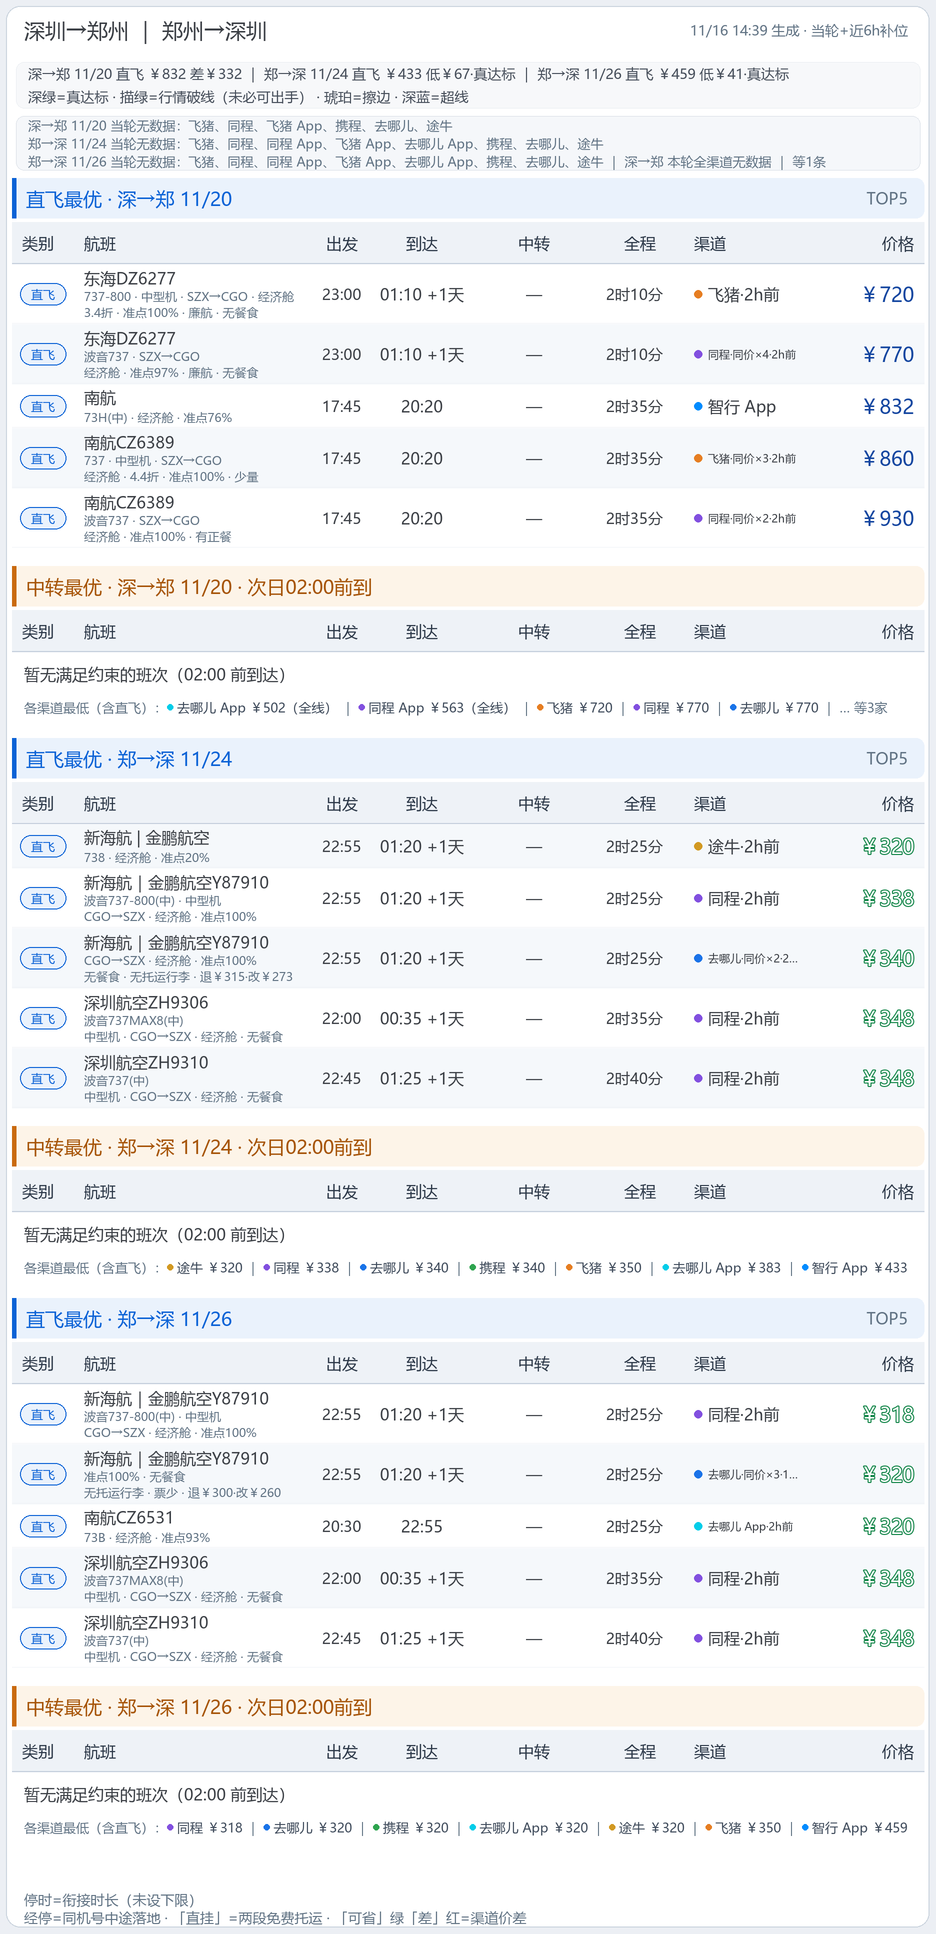 深圳→郑州 ｜ 郑州→深圳
11/16 14:39 生成 · 当轮+近6h补位
深→郑 11/20 直飞 ￥832 差￥332 ｜ 郑→深 11/24 直飞 ￥433 低￥67·真达标 ｜ 郑→深 11/26 直飞 ￥459 低￥41·真达标
深绿=真达标 · 描绿=行情破线（未必可出手） · 琥珀=擦边 · 深蓝=超线
深→郑 11/20 当轮无数据：飞猪、同程、飞猪 App、携程、去哪儿、途牛
郑→深 11/24 当轮无数据：飞猪、同程、同程 App、飞猪 App、去哪儿 App、携程、去哪儿、途牛
郑→深 11/26 当轮无数据：飞猪、同程、同程 App、飞猪 App、去哪儿 App、携程、去哪儿、途牛 ｜ 深→郑 本轮全渠道无数据 ｜ 等1条
直飞最优 · 深→郑 11/20 TOP5
类别 航班 出发 到达 中转 全程 渠道 价格
东海DZ6277
直飞 737-800 · 中型机 · SZX→CGO · 经济舱 23:00 01:10 +1天 — 2时10分 飞猪·2h前 ￥720
3.4折 · 准点100% · 廉航 · 无餐食
东海DZ6277
直飞 波音737 · SZX→CGO 23:00 01:10 +1天 — 2时10分 同程·同价×4·2h前 ￥770
经济舱 · 准点97% · 廉航 · 无餐食
南航
直飞 73H(中) · 经济舱 · 准点76% 17:45 20:20 — 2时35分 智行 App ￥832
南航CZ6389
直飞 737 · 中型机 · SZX→CGO 17:45 20:20 — 2时35分 飞猪·同价×3·2h前 ￥860
经济舱 · 4.4折 · 准点100% · 少量
南航CZ6389
直飞 波音737 · SZX→CGO 17:45 20:20 — 2时35分 同程·同价×2·2h前 ￥930
经济舱 · 准点100% · 有正餐
中转最优 · 深→郑 11/20 · 次日02:00前到
类别 航班 出发 到达 中转 全程 渠道 价格
暂无满足约束的班次（02:00 前到达）
各渠道最低（含直飞）: 去哪儿 App ￥502（全线） ｜ 同程 App ￥563（全线） ｜ 飞猪 ￥720 ｜ 同程 ￥770 ｜ 去哪儿 ￥770 ｜ … 等3家
直飞最优 · 郑→深 11/24 TOP5
类别 航班 出发 到达 中转 全程 渠道 价格
新海航 | 金鹏航空
直飞 738 · 经济舱 · 准点20% 22:55 01:20 +1天 — 2时25分 途牛·2h前 ￥320
新海航｜金鹏航空Y87910
直飞 波音737-800(中) · 中型机 22:55 01:20 +1天 — 2时25分 同程·2h前 ￥338
CGO→SZX · 经济舱 · 准点100%
新海航｜金鹏航空Y87910
直飞 CGO→SZX · 经济舱 · 准点100% 22:55 01:20 +1天 — 2时25分 去哪儿·同价×2·2… ￥340
无餐食 · 无托运行李 · 退￥315·改￥273
深圳航空ZH9306
直飞 波音737MAX8(中) 22:00 00:35 +1天 — 2时35分 同程·2h前 ￥348
中型机 · CGO→SZX · 经济舱 · 无餐食
深圳航空ZH9310
直飞 波音737(中) 22:45 01:25 +1天 — 2时40分 同程·2h前 ￥348
中型机 · CGO→SZX · 经济舱 · 无餐食
中转最优 · 郑→深 11/24 · 次日02:00前到
类别 航班 出发 到达 中转 全程 渠道 价格
暂无满足约束的班次（02:00 前到达）
各渠道最低（含直飞）: 途牛 ￥320 ｜ 同程 ￥338 ｜ 去哪儿 ￥340 ｜ 携程 ￥340 ｜ 飞猪 ￥350 ｜ 去哪儿 App ￥383 ｜ 智行 App ￥433
直飞最优 · 郑→深 11/26 TOP5
类别 航班 出发 到达 中转 全程 渠道 价格
新海航｜金鹏航空Y87910
直飞 波音737-800(中) · 中型机 22:55 01:20 +1天 — 2时25分 同程·2h前 ￥318
CGO→SZX · 经济舱 · 准点100%
新海航｜金鹏航空Y87910
直飞 准点100% · 无餐食 22:55 01:20 +1天 — 2时25分 去哪儿·同价×3·1… ￥320
无托运行李 · 票少 · 退￥300·改￥260
南航CZ6531
直飞 73B · 经济舱 · 准点93% 20:30 22:55 — 2时25分 去哪儿 App·2h前 ￥320
深圳航空ZH9306
直飞 波音737MAX8(中) 22:00 00:35 +1天 — 2时35分 同程·2h前 ￥348
中型机 · CGO→SZX · 经济舱 · 无餐食
深圳航空ZH9310
直飞 波音737(中) 22:45 01:25 +1天 — 2时40分 同程·2h前 ￥348
中型机 · CGO→SZX · 经济舱 · 无餐食
中转最优 · 郑→深 11/26 · 次日02:00前到
类别 航班 出发 到达 中转 全程 渠道 价格
暂无满足约束的班次（02:00 前到达）
各渠道最低（含直飞）: 同程 ￥318 ｜ 去哪儿 ￥320 ｜ 携程 ￥320 ｜ 去哪儿 App ￥320 ｜ 途牛 ￥320 ｜ 飞猪 ￥350 ｜ 智行 App ￥459
停时=衔接时长（未设下限）
经停=同机号中途落地 · 「直挂」=两段免费托运 · 「可省」绿「差」红=渠道价差